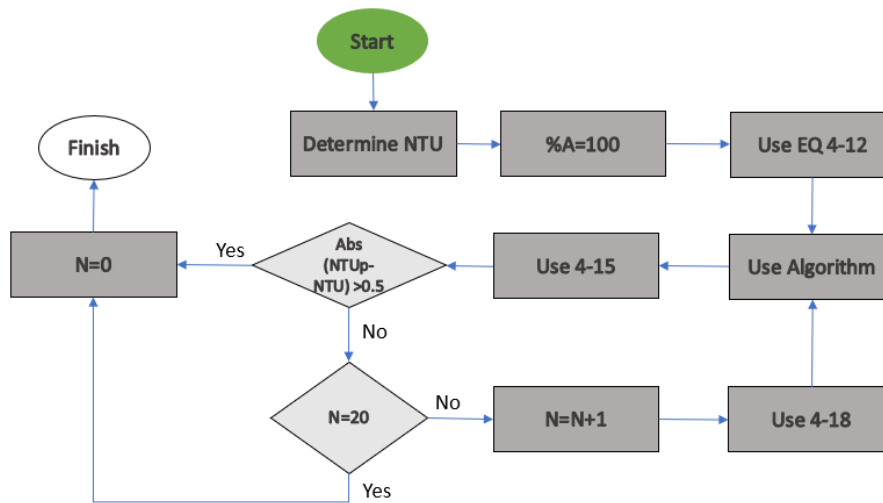 Start
Determine NTU
%A=100
Use EQ 4-12
Finish
N=0
Yes
Abs
(NTUp-
NTU) >0.5
Use 4-15
Use Algorithm
No
N=20
No
N=N+1
Use 4-18
Yes